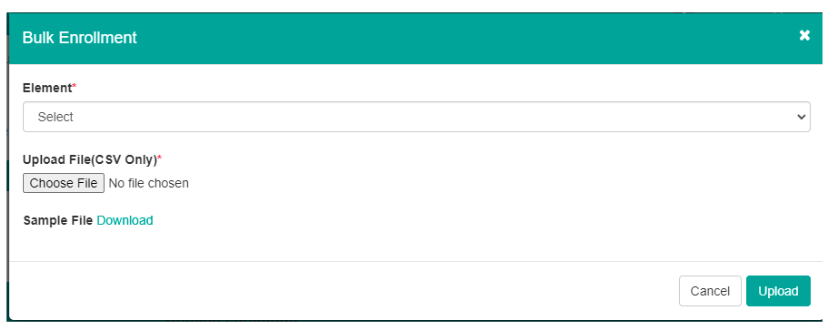 Bulk Enrollment
Element*
Select
Upload File(CSV Only)*
Choose File No file chosen
Sample File Download
Cancel Upload